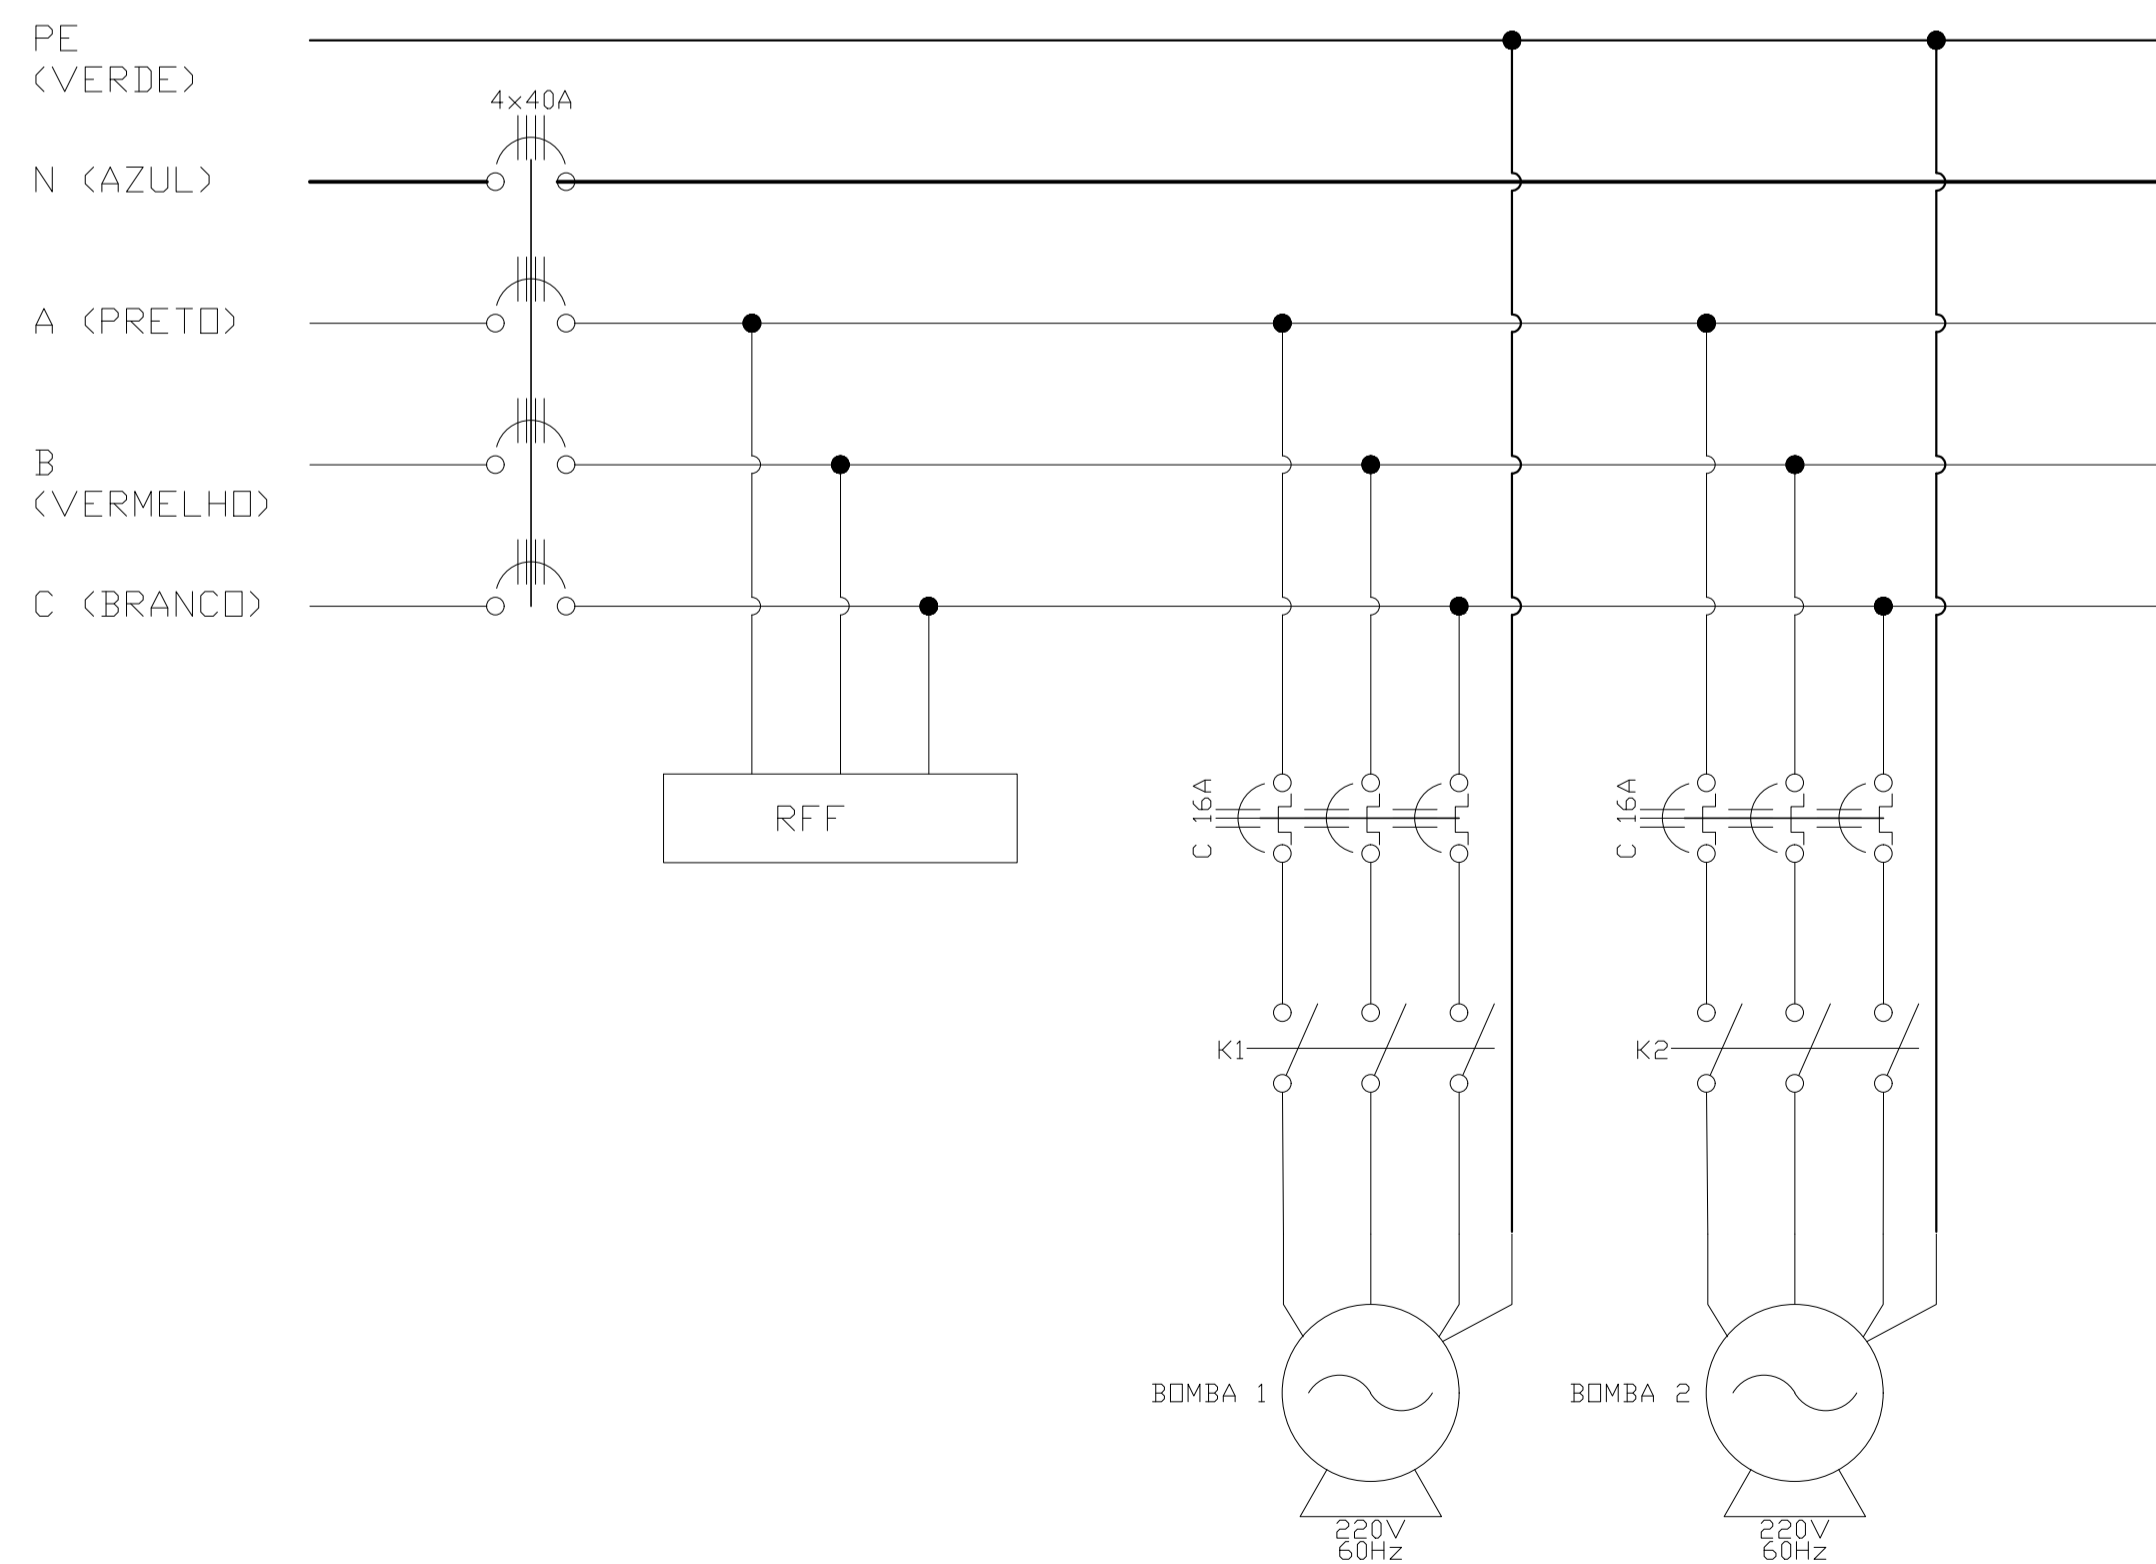 PE
(VERDE)
4x40A
N (AZUL)
A (PRETO)
B
(VERMELHO)
C (BRANCO)
RFF
C 16A
C 16A
K1
K2
BOMBA 1
BOMBA 2
220V
60Hz
220V
60Hz